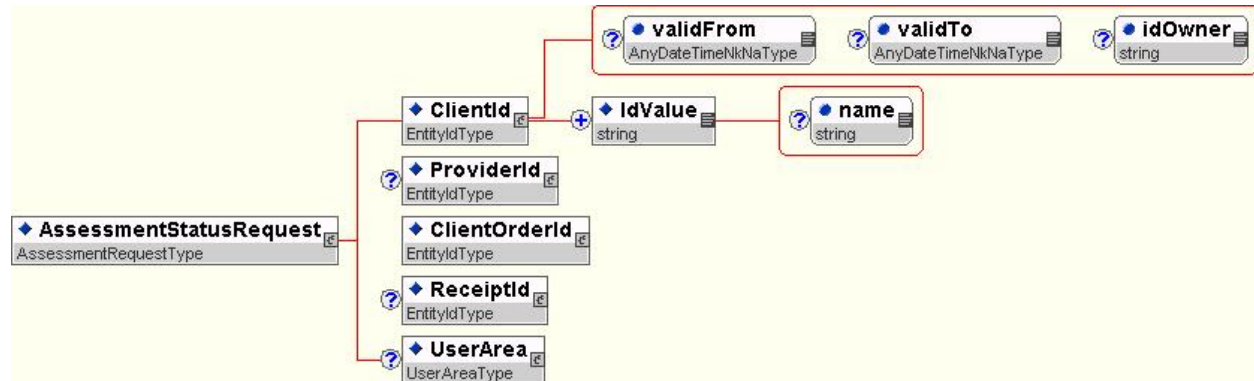 validFrom
AnyDateTimeNkNaType
validTo
AnyDateTimeNkNaType
idOwner
string
ClientId
EntityIdType
IdValue
string
name
string
ProviderId
EntityIdType
AssessmentStatusRequest
AssessmentRequestType
ClientOrderId
EntityIdType
ReceiptId
EntityIdType
UserArea
UserAreaType